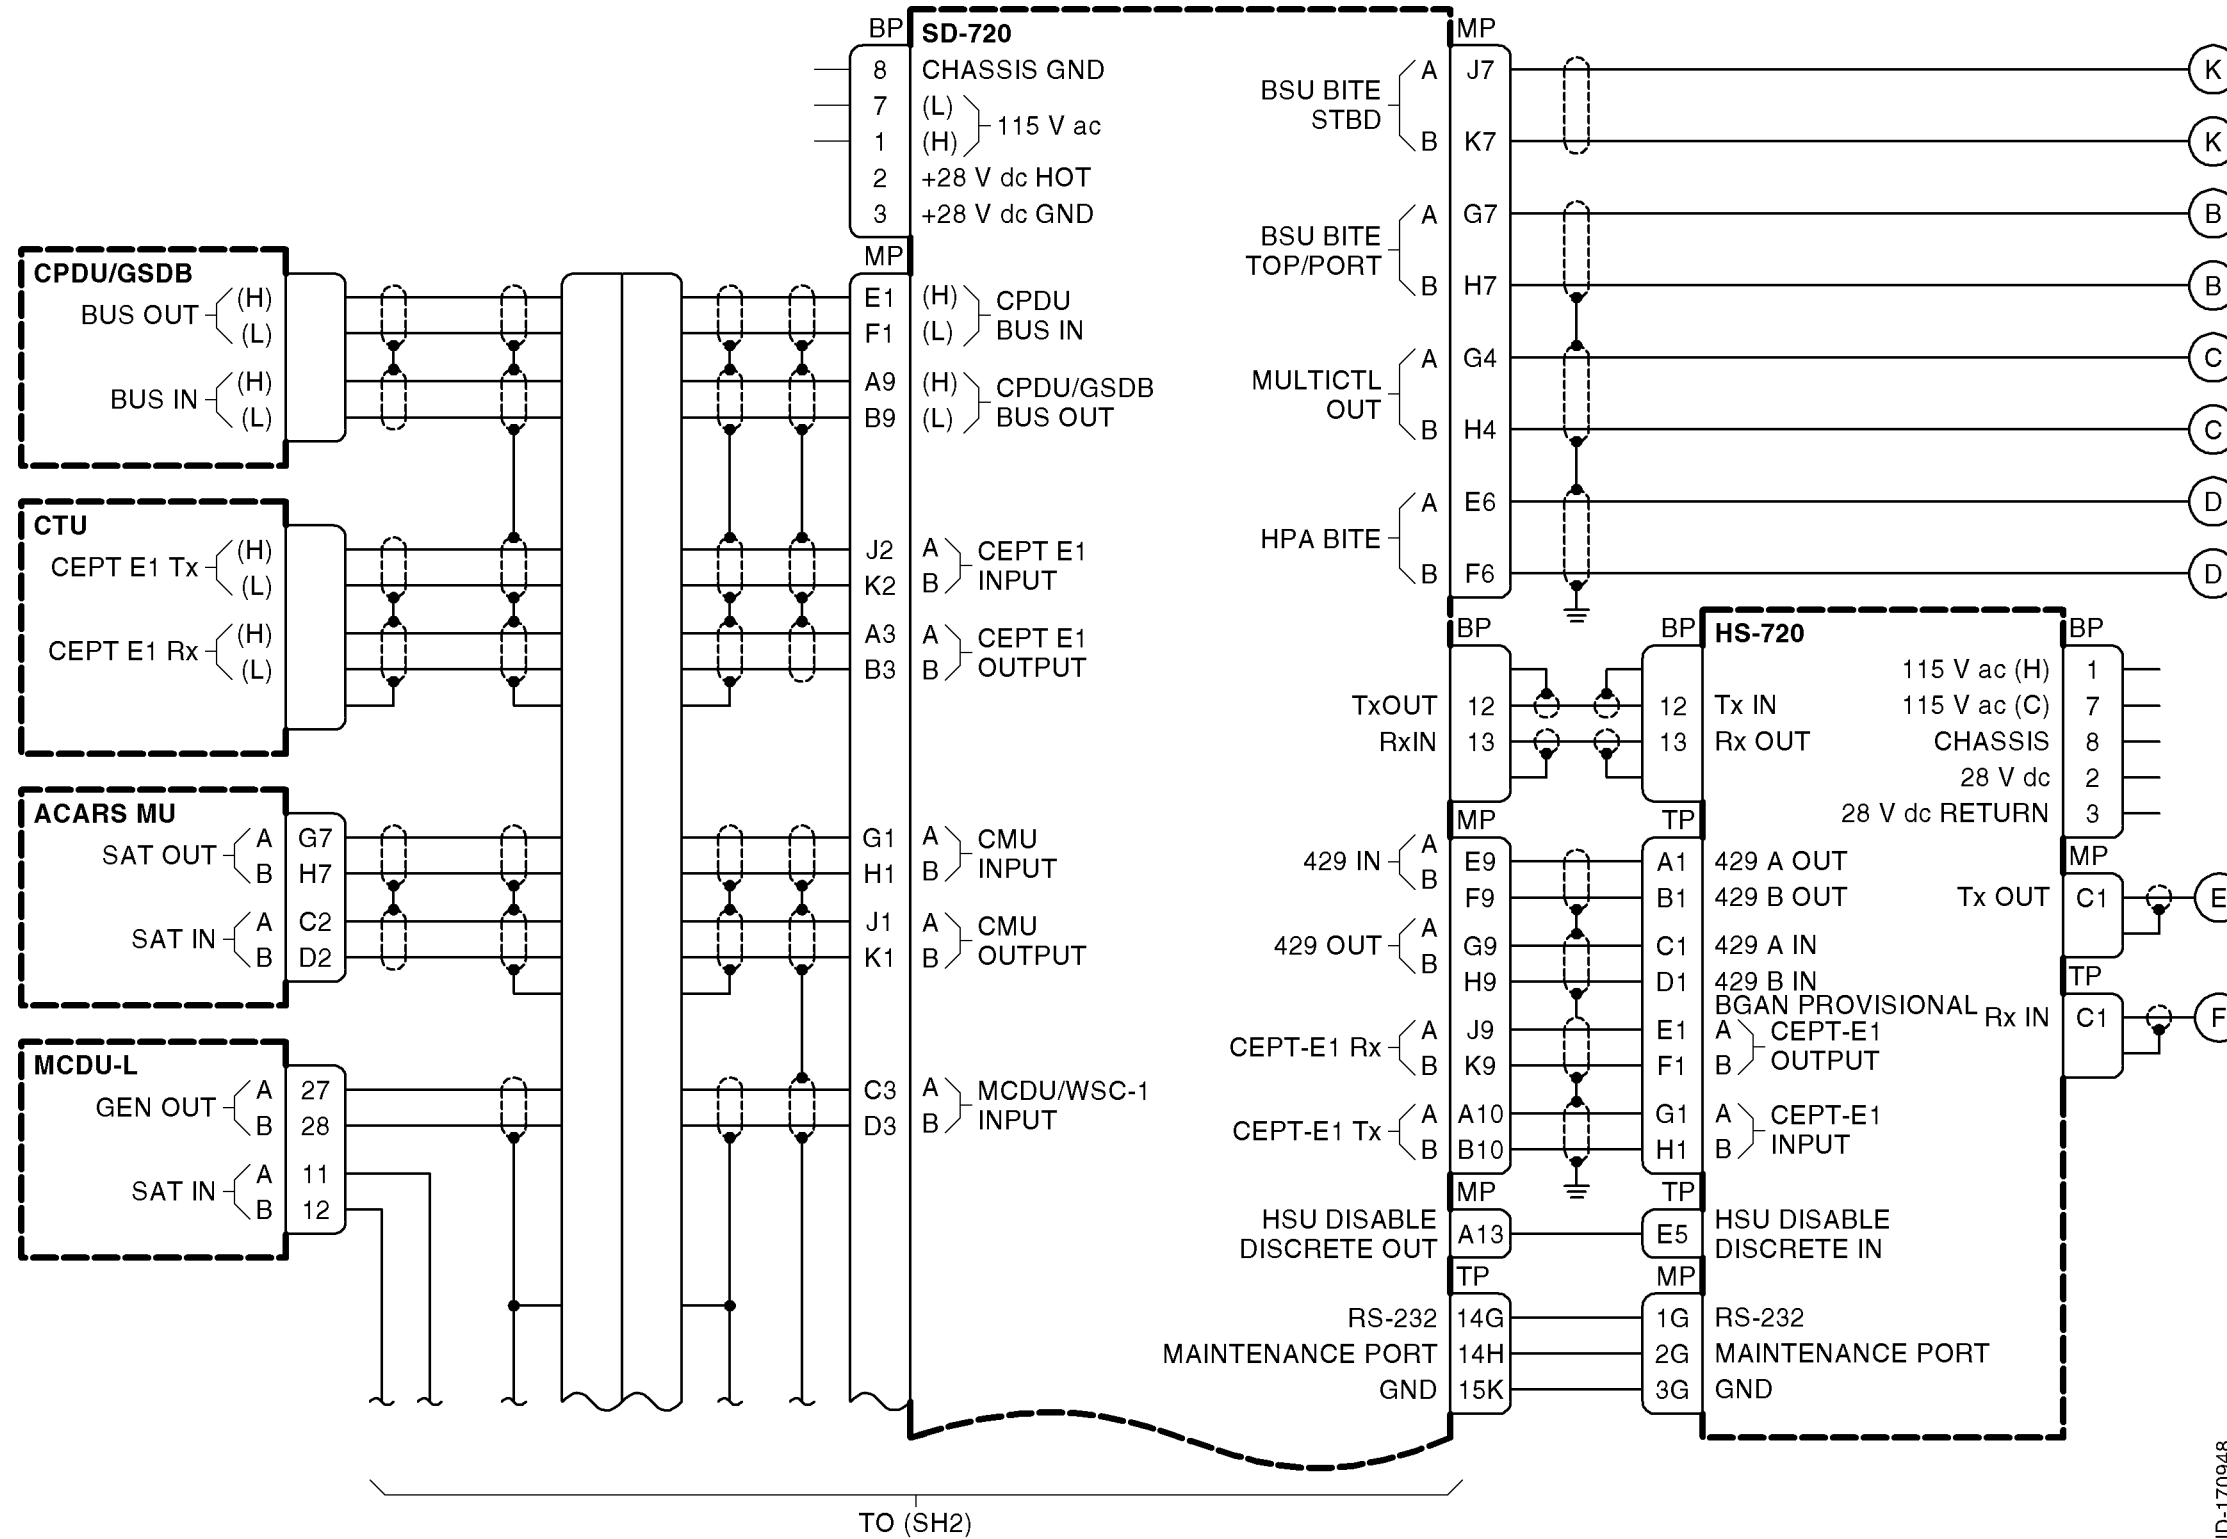 BP
SD-720
8 CHASSIS GND
7 (L)
115 V ac
1 (H)
2 +28 V dc HOT
3 +28 V dc GND
MP
E1 (H)
CPDU
BUS IN
F1 (L)
A9 (H)
CPDU/GSDB
BUS OUT
B9 (L)
J2 A
CEPT E1
INPUT
K2 B
A3 A
CEPT E1
OUTPUT
B3 B
G1 A
CMU
INPUT
H1 B
J1 A
CMU
OUTPUT
K1 B
C3 A
MCDU/WSC-1
INPUT
D3 B
CPDU/GSDB
BUS OUT
(H)
(L)
BUS IN
(H)
(L)
CTU
CEPT E1 Tx
(H)
(L)
CEPT E1 Rx
(H)
(L)
ACARS MU
SAT OUT
A G7
B H7
SAT IN
A C2
B D2
MCDU-L
GEN OUT
A 27
B 28
SAT IN
A 11
B 12
MP
BSU BITE
STBD
A J7 K
B K7 K
BSU BITE
TOP/PORT
A G7 B
B H7 B
MULTICTL
OUT
A G4 C
B H4 C
HPA BITE
A E6 D
B F6 D
BP
TxOUT 12
RxIN 13
MP
429 IN
A E9
B F9
429 OUT
A G9
B H9
CEPT-E1 Rx
A J9
B K9
CEPT-E1 Tx
A A10
B B10
MP
HSU DISABLE
DISCRETE OUT
A13
TP
RS-232 14G
MAINTENANCE PORT 14H
GND 15K
BP
HS-720
12 Tx IN
13 Rx OUT
TP
A1 429 A OUT
B1 429 B OUT
C1 429 A IN
D1 429 B IN
BGAN PROVISIONAL
E1 A
CEPT-E1
OUTPUT
F1 B
G1 A
CEPT-E1
INPUT
H1 B
TP
E5
HSU DISABLE
DISCRETE IN
MP
1G RS-232
2G MAINTENANCE PORT
3G GND
BP
115 V ac (H) 1
115 V ac (C) 7
CHASSIS 8
28 V dc 2
28 V dc RETURN 3
MP
Tx OUT C1 E
TP
Rx IN C1 F
TO (SH2)
ID-170948